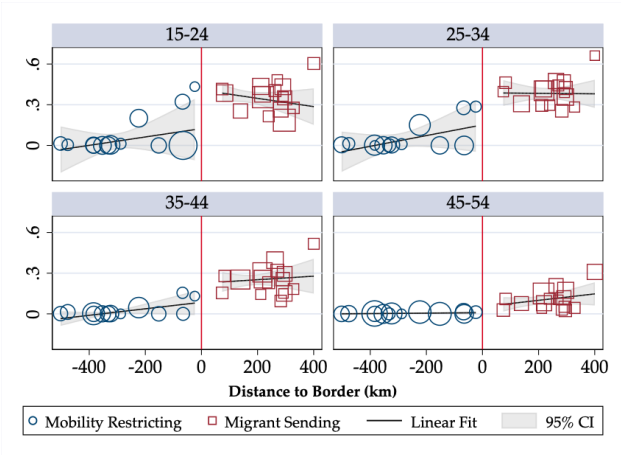 15-24 25-34
.6
.3
0
35-44 45-54
.6
.3
0
-400 -200 0 200 400 -400 -200 0 200 400
Distance to Border (km)
Mobility Restricting Migrant Sending Linear Fit 95% CI